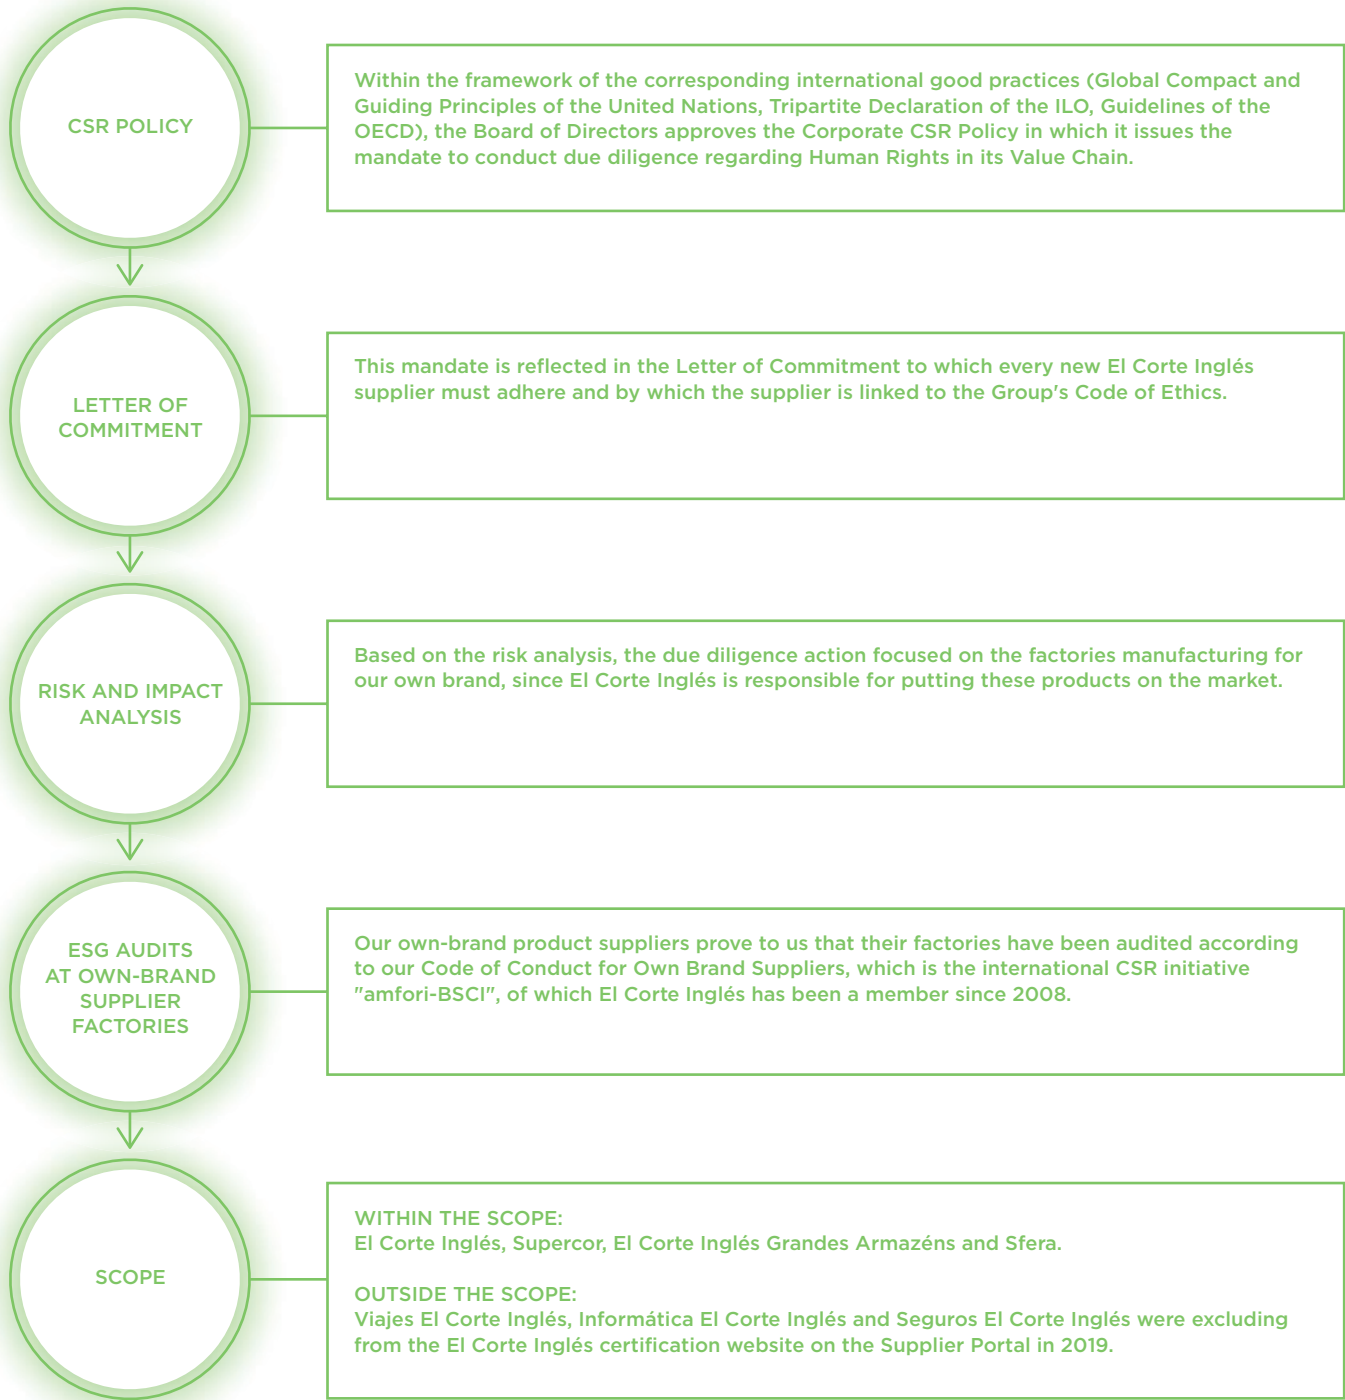 CSR POLICY
Within the framework of the corresponding international good practices (Global Compact and
Guiding Principles of the United Nations, Tripartite Declaration of the ILO, Guidelines of the
OECD), the Board of Directors approves the Corporate CSR Policy in which it issues the
mandate to conduct due diligence regarding Human Rights in its Value Chain.
LETTER OF
COMMITMENT
This mandate is reflected in the Letter of Commitment to which every new El Corte Inglés
supplier must adhere and by which the supplier is linked to the Group's Code of Ethics.
RISK AND IMPACT
ANALYSIS
Based on the risk analysis, the due diligence action focused on the factories manufacturing for
our own brand, since El Corte Inglés is responsible for putting these products on the market.
ESG AUDITS
AT OWN-BRAND
SUPPLIER
FACTORIES
Our own-brand product suppliers prove to us that their factories have been audited according
to our Code of Conduct for Own Brand Suppliers, which is the international CSR initiative
"amfori-BSCI", of which El Corte Inglés has been a member since 2008.
SCOPE
WITHIN THE SCOPE:
El Corte Inglés, Supercor, El Corte Inglés Grandes Armazéns and Sfera.
OUTSIDE THE SCOPE:
Viajes El Corte Inglés, Informática El Corte Inglés and Seguros El Corte Inglés were excluding
from the El Corte Inglés certification website on the Supplier Portal in 2019.